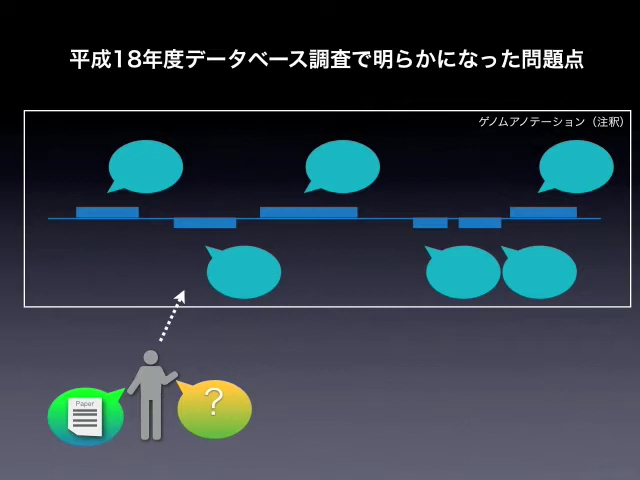 平成18年度データベース調査で明らかになった問題点
ゲノムアノテーション（注釈）
Paper
?